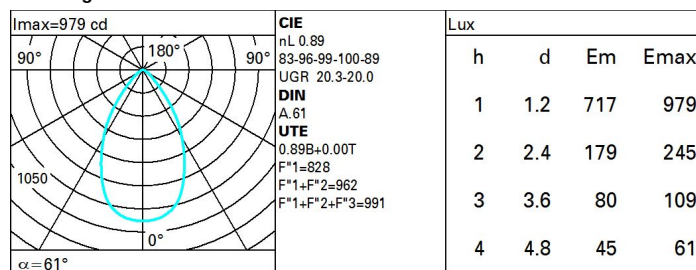 Imax=979 cd
90°
180°
90°
1050
0°
α=61°
CIE
nL 0.89
83-96-99-100-89
UGR 20.3-20.0
DIN
A.61
UTE
0.89B+0.00T
F"1=828
F"1+F"2=962
F"1+F"2+F"3=991
Lux
h d Em Emax
1 1.2 717 979
2 2.4 179 245
3 3.6 80 109
4 4.8 45 61